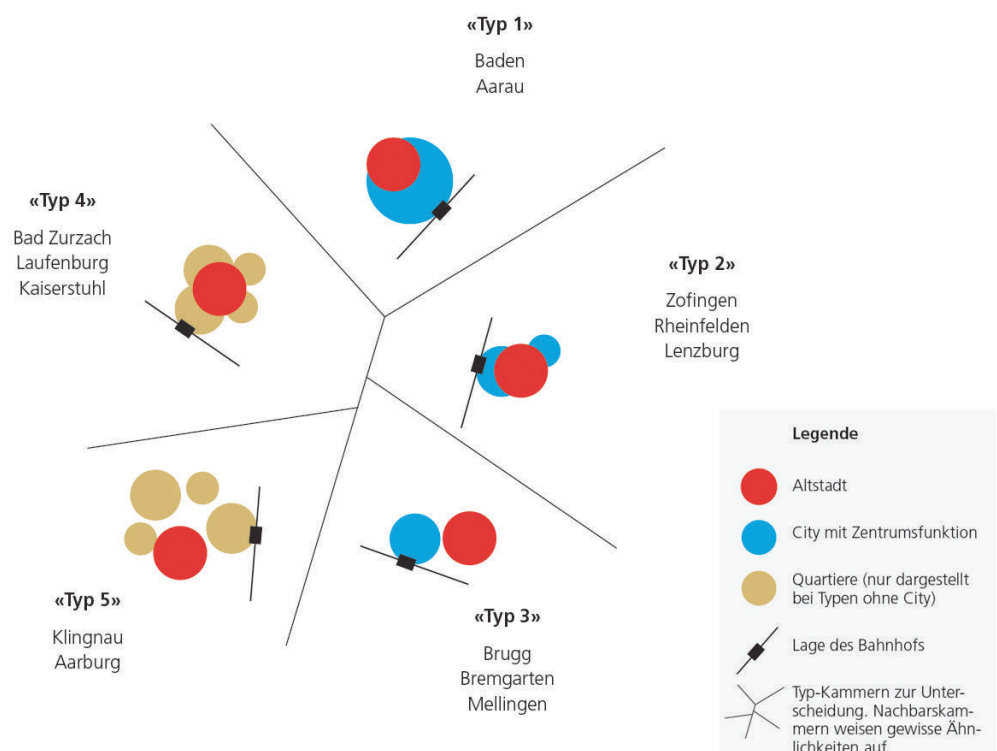 «Typ 1»
Baden
Aarau
«Typ 4»
Bad Zurzach
Laufenburg
Kaiserstuhl
«Typ 2»
Zofingen
Rheinfelden
Lenzburg
«Typ 5»
Klingnau
Aarburg
«Typ 3»
Brugg
Bremgarten
Mellingen
Legende
Altstadt
City mit Zentrumsfunktion
Quartiere (nur dargestellt
bei Typen ohne City)
Lage des Bahnhofs
Typ-Kammern zur Unter-
scheidung. Nachbarskam-
mern weisen gewisse Ähn-
lichkeiten auf